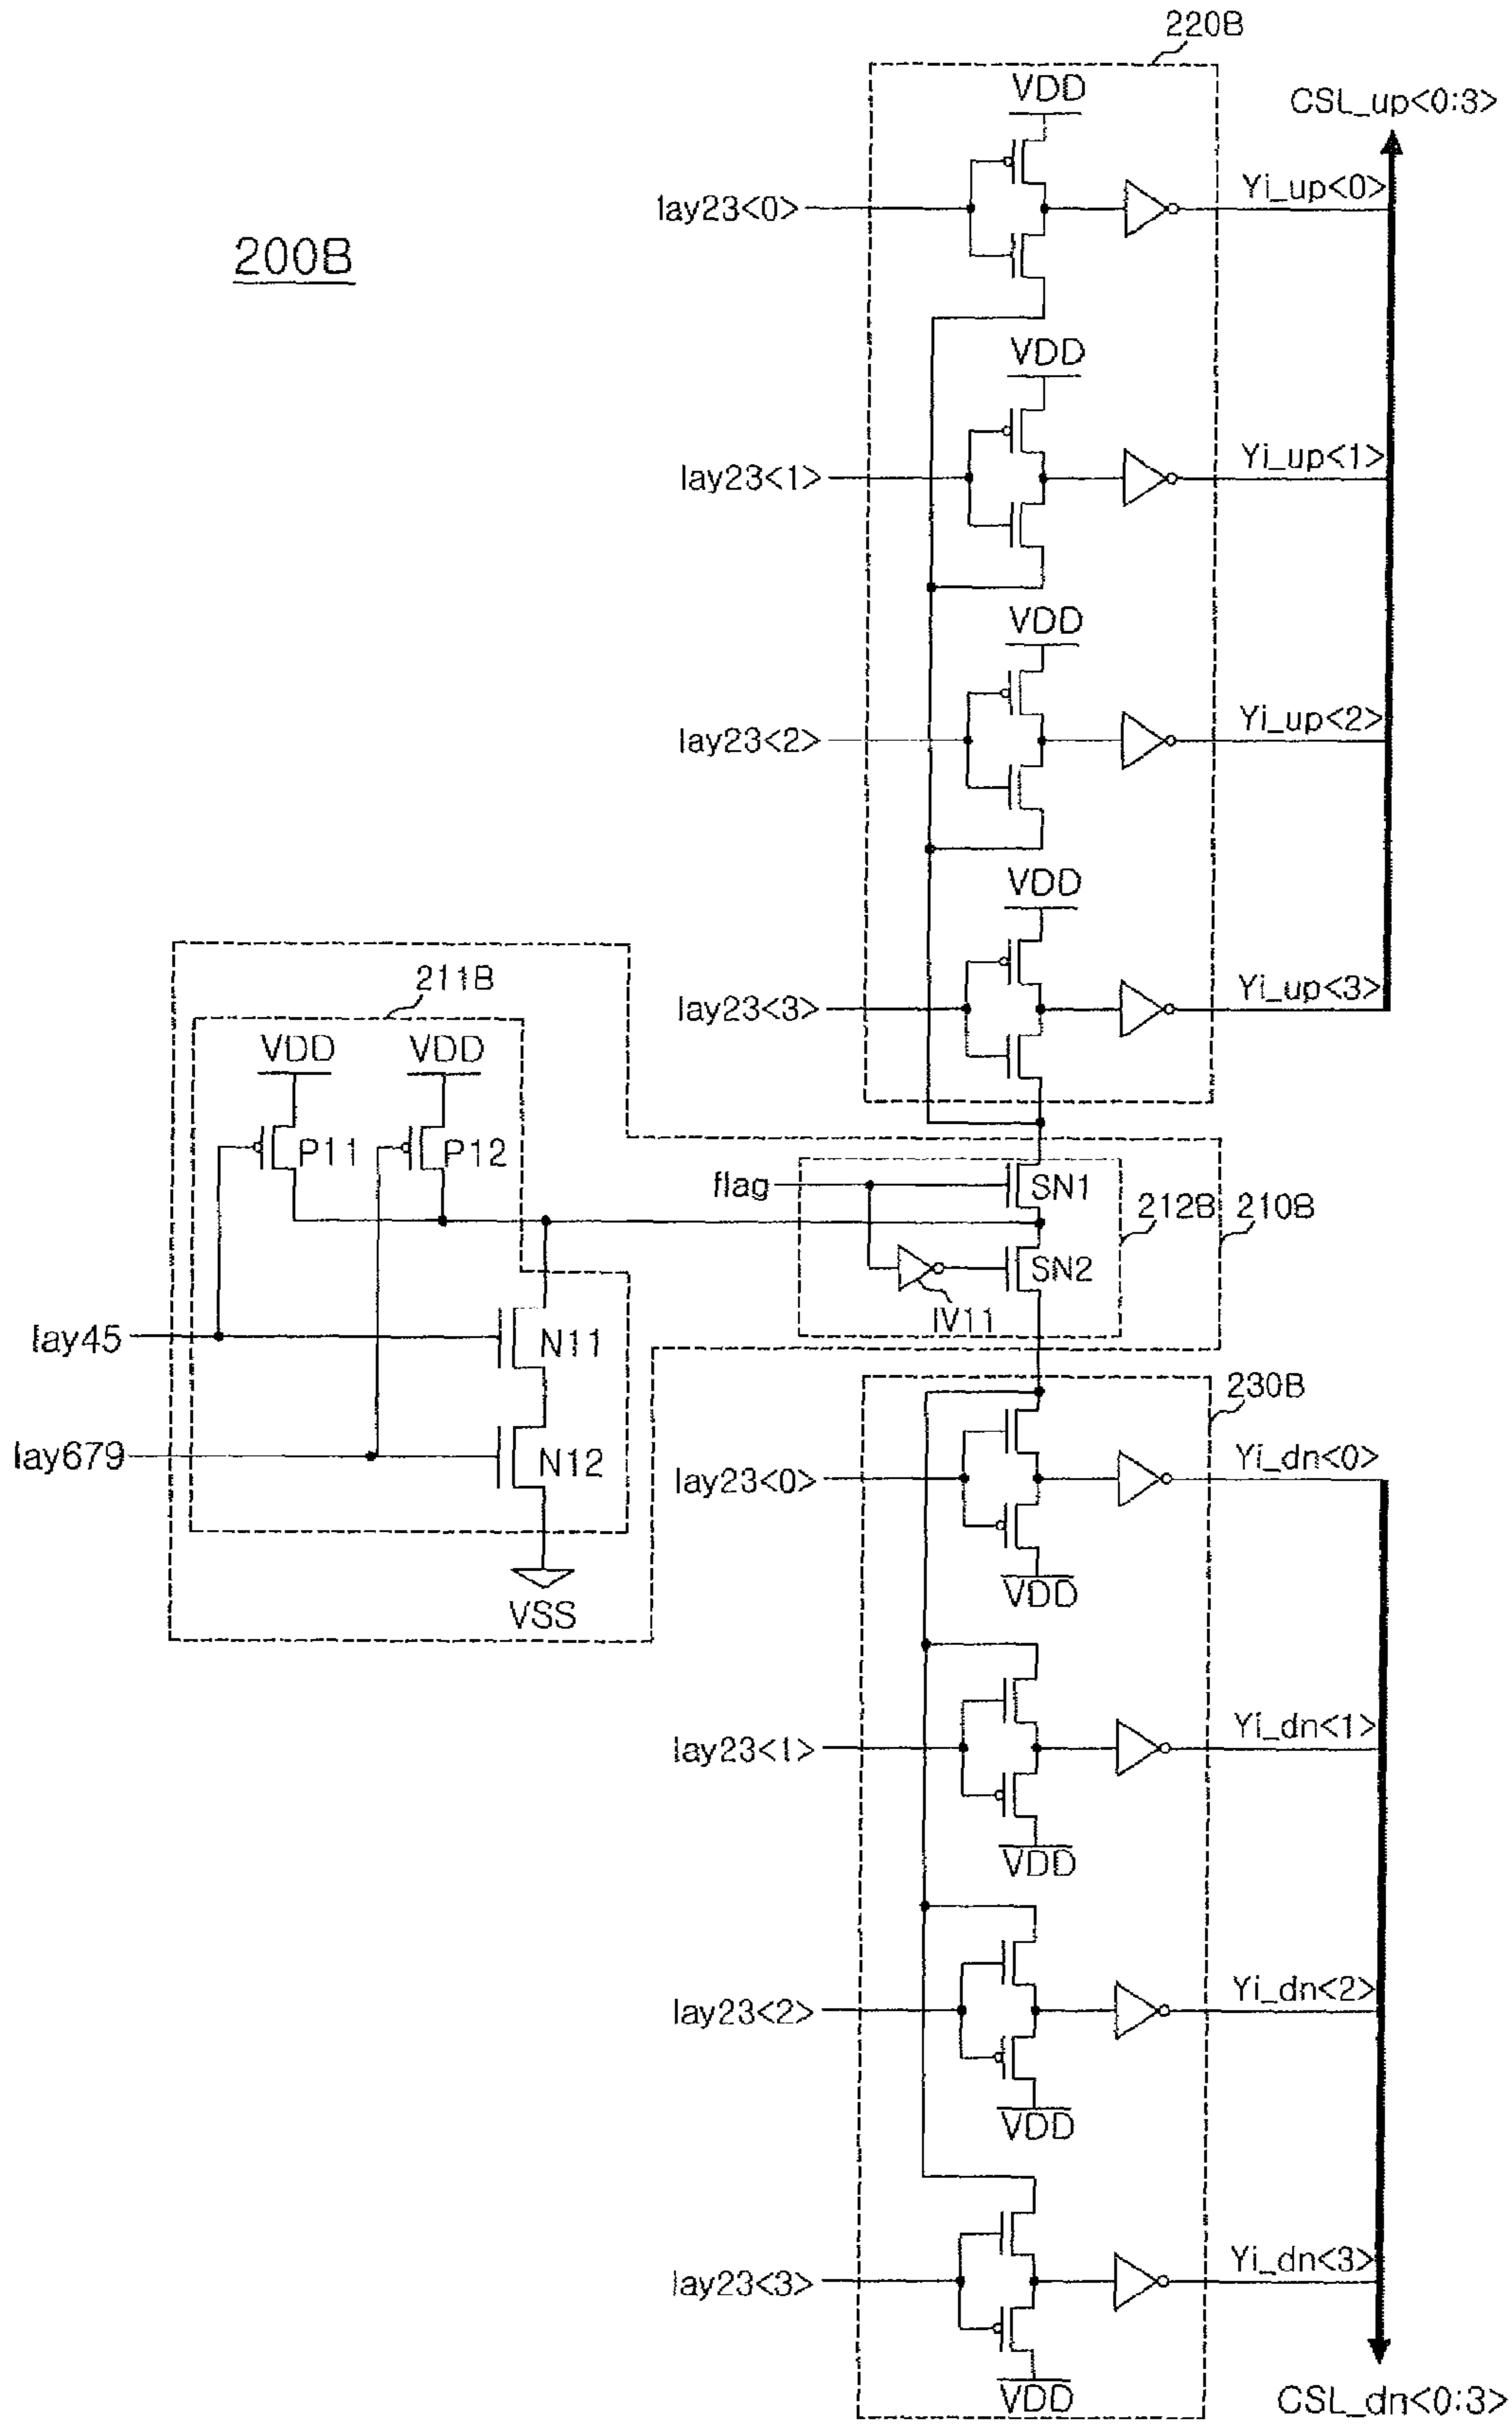 220B
VDD
CSL_up<0:3>
lay23<0>
Yi_up<0>
200B
VDD
lay23<1>
Yi_up<1>
VDD
lay23<2>
Yi_up<2>
VDD
lay23<3>
Yi_up<3>
211B
VDD
VDD
P11
P12
flag
SN1
212B
210B
SN2
IV11
lay45
N11
lay679
N12
VSS
230B
lay23<0>
Yi_dn<0>
VDD
lay23<1>
Yi_dn<1>
VDD
lay23<2>
Yi_dn<2>
VDD
lay23<3>
Yi_dn<3>
VDD
CSL_dn<0:3>